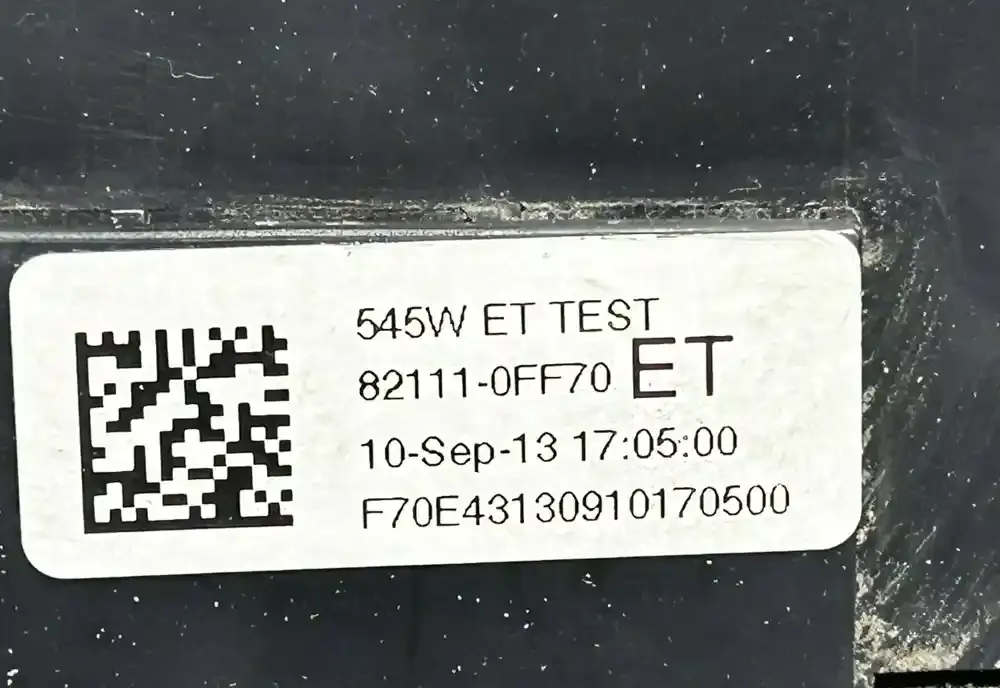 545W ET TEST
82111-0FF70 ET
10-Sep-13 17:05:00
F70E43130910170500